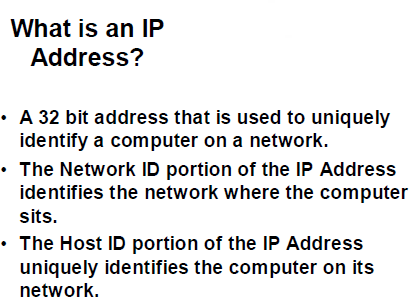 What is an IP
Address?
• A 32 bit address that is used to uniquely
identify a computer on a network.
• The Network ID portion of the IP Address
identifies the network where the computer
sits.
• The Host ID portion of the IP Address
uniquely identifies the computer on its
network.